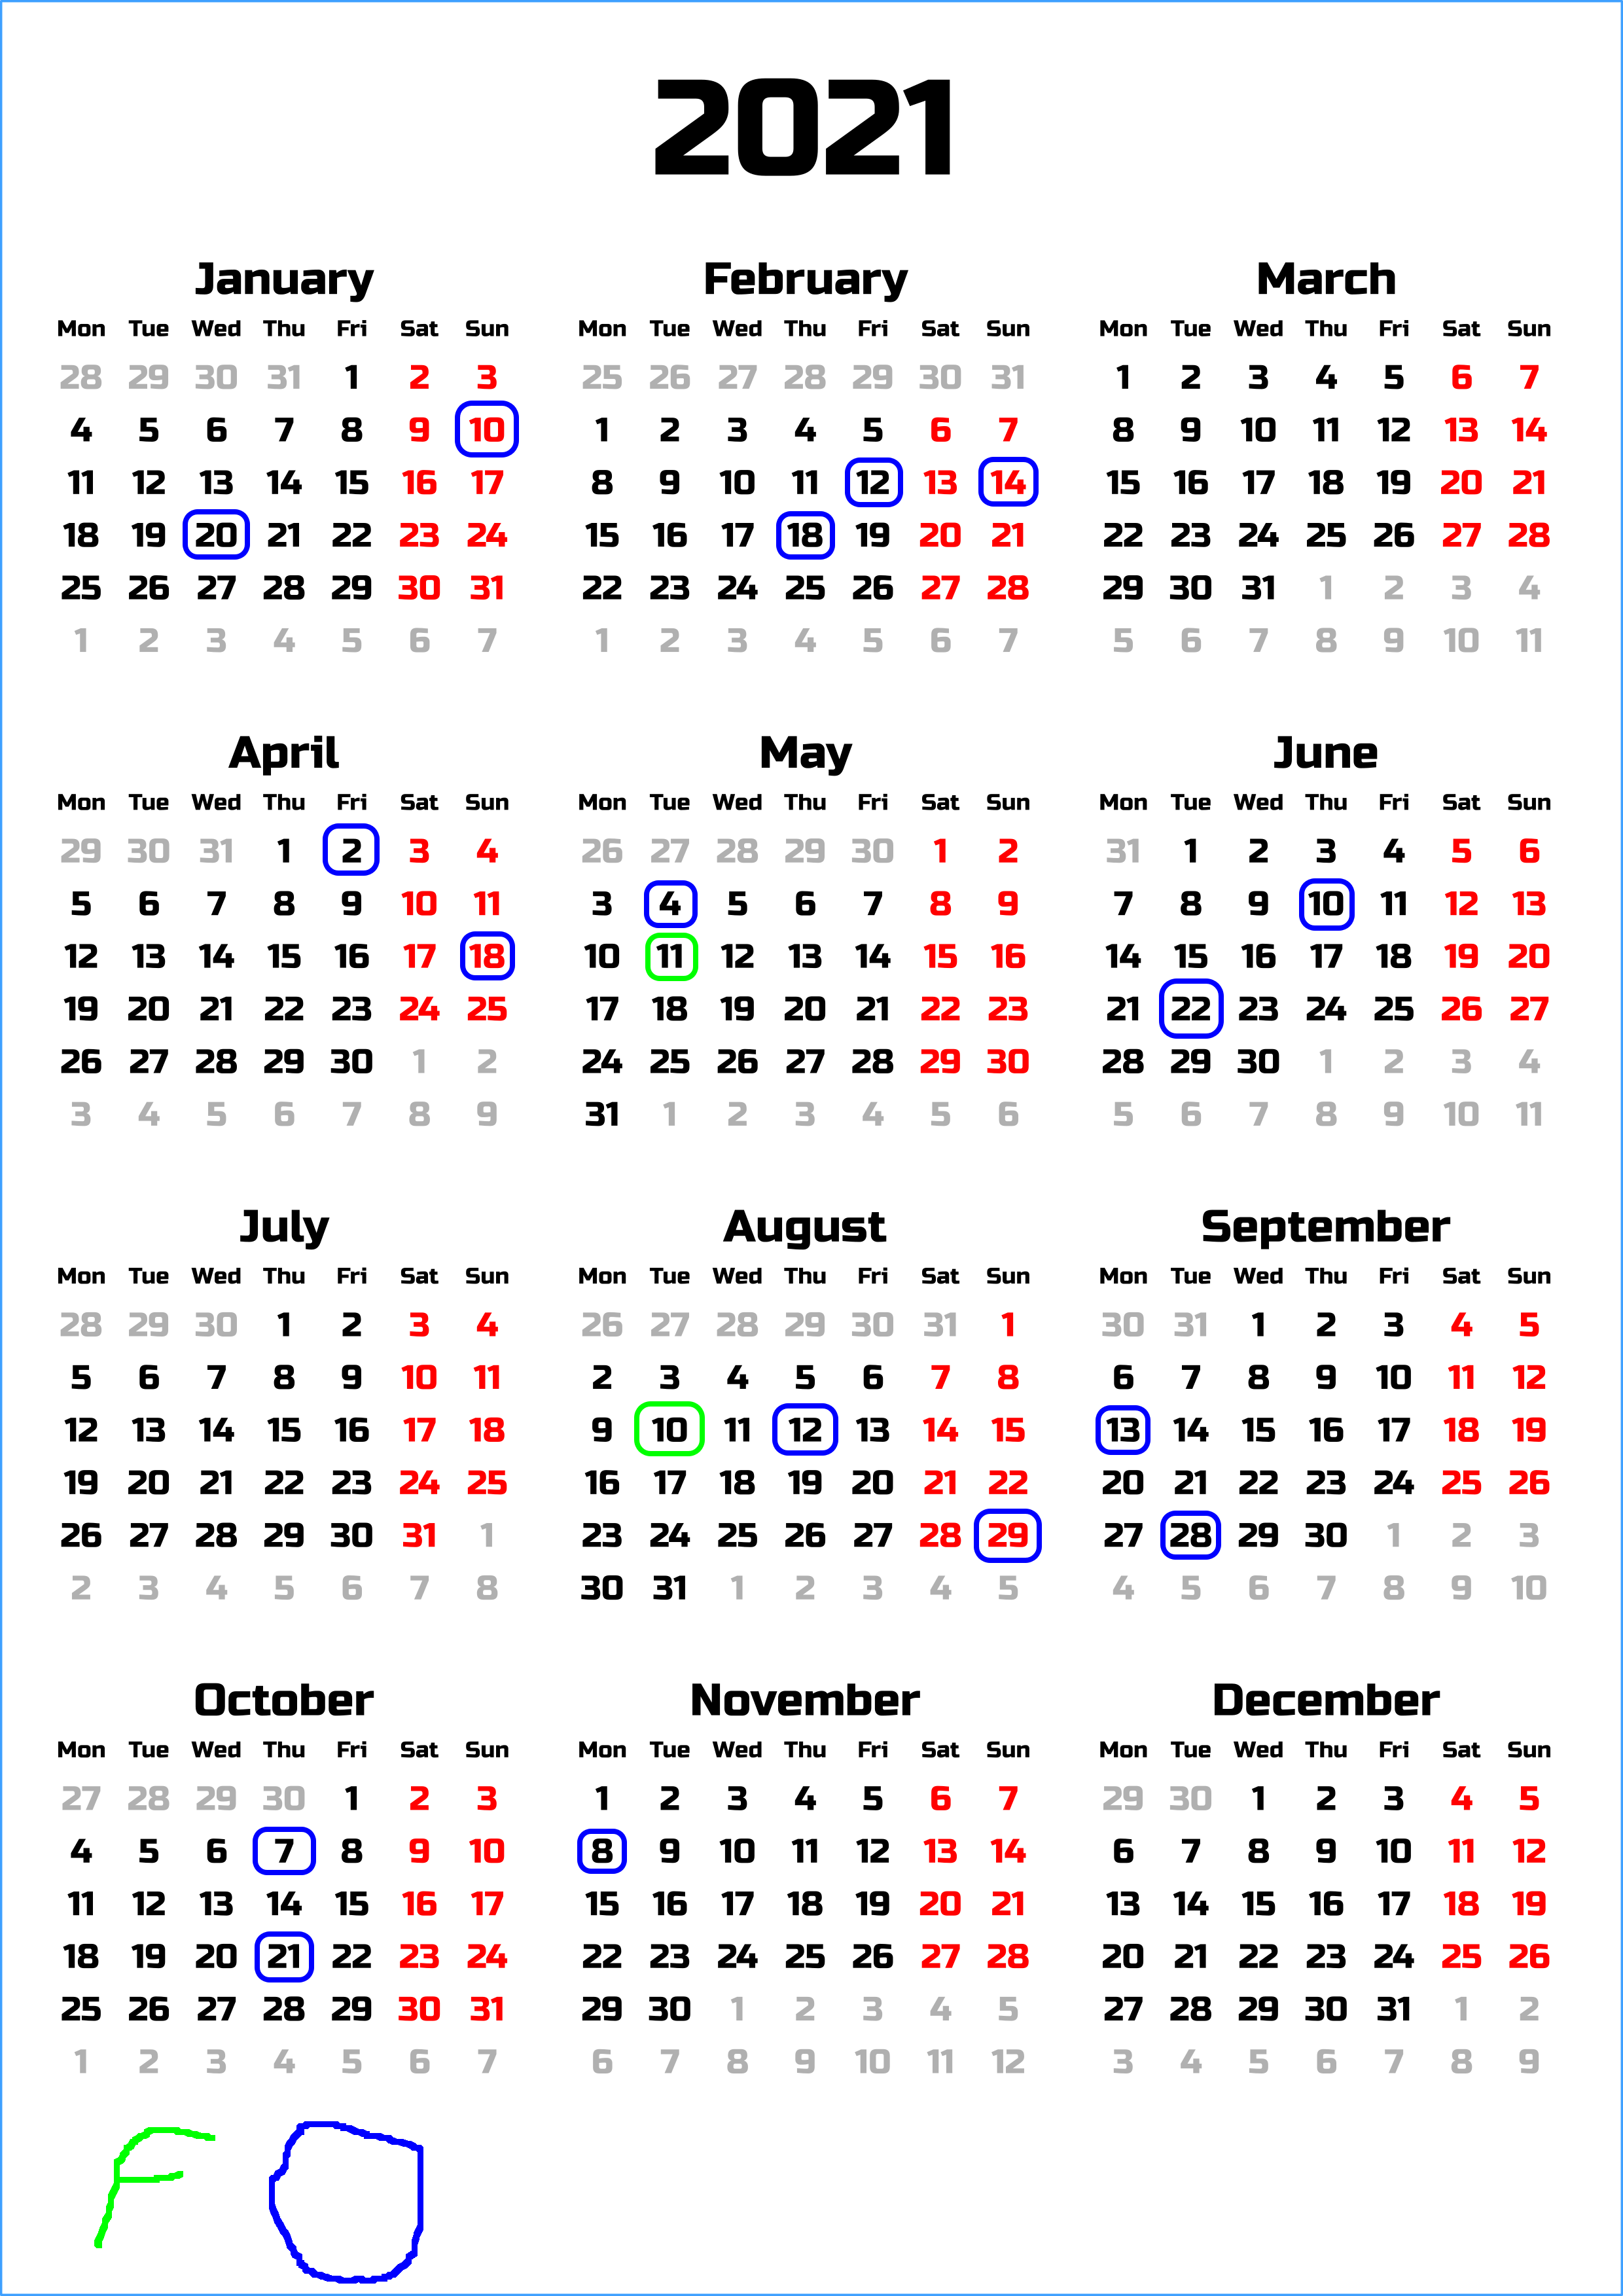 2021
January February March
Mon Tue Wed Thu Fri Sat Sun Mon Tue Wed Thu Fri Sat Sun Mon Tue Wed Thu Fri Sat Sun
28 29 30 31 1 2 3 25 26 27 28 29 30 31 1 2 3 4 5 6 7
4 5 6 7 8 9 10 1 2 3 4 5 6 7 8 9 10 11 12 13 14
11 12 13 14 15 16 17 8 9 10 11 12 13 14 15 16 17 18 19 20 21
18 19 20 21 22 23 24 15 16 17 18 19 20 21 22 23 24 25 26 27 28
25 26 27 28 29 30 31 22 23 24 25 26 27 28 29 30 31 1 2 3 4
1 2 3 4 5 6 7 1 2 3 4 5 6 7 5 6 7 8 9 10 11
April May June
Mon Tue Wed Thu Fri Sat Sun Mon Tue Wed Thu Fri Sat Sun Mon Tue Wed Thu Fri Sat Sun
29 30 31 1 2 3 4 26 27 28 29 30 1 2 31 1 2 3 4 5 6
5 6 7 8 9 10 11 3 4 5 6 7 8 9 7 8 9 10 11 12 13
12 13 14 15 16 17 18 10 11 12 13 14 15 16 14 15 16 17 18 19 20
19 20 21 22 23 24 25 17 18 19 20 21 22 23 21 22 23 24 25 26 27
26 27 28 29 30 1 2 24 25 26 27 28 29 30 28 29 30 1 2 3 4
3 4 5 6 7 8 9 31 1 2 3 4 5 6 5 6 7 8 9 10 11
July August September
Mon Tue Wed Thu Fri Sat Sun Mon Tue Wed Thu Fri Sat Sun Mon Tue Wed Thu Fri Sat Sun
28 29 30 1 2 3 4 26 27 28 29 30 31 1 30 31 1 2 3 4 5
5 6 7 8 9 10 11 2 3 4 5 6 7 8 6 7 8 9 10 11 12
12 13 14 15 16 17 18 9 10 11 12 13 14 15 13 14 15 16 17 18 19
19 20 21 22 23 24 25 16 17 18 19 20 21 22 20 21 22 23 24 25 26
26 27 28 29 30 31 1 23 24 25 26 27 28 29 27 28 29 30 1 2 3
2 3 4 5 6 7 8 30 31 1 2 3 4 5 4 5 6 7 8 9 10
October November December
Mon Tue Wed Thu Fri Sat Sun Mon Tue Wed Thu Fri Sat Sun Mon Tue Wed Thu Fri Sat Sun
27 28 29 30 1 2 3 1 2 3 4 5 6 7 29 30 1 2 3 4 5
4 5 6 7 8 9 10 8 9 10 11 12 13 14 6 7 8 9 10 11 12
11 12 13 14 15 16 17 15 16 17 18 19 20 21 13 14 15 16 17 18 19
18 19 20 21 22 23 24 22 23 24 25 26 27 28 20 21 22 23 24 25 26
25 26 27 28 29 30 31 29 30 1 2 3 4 5 27 28 29 30 31 1 2
1 2 3 4 5 6 7 6 7 8 9 10 11 12 3 4 5 6 7 8 9
F O